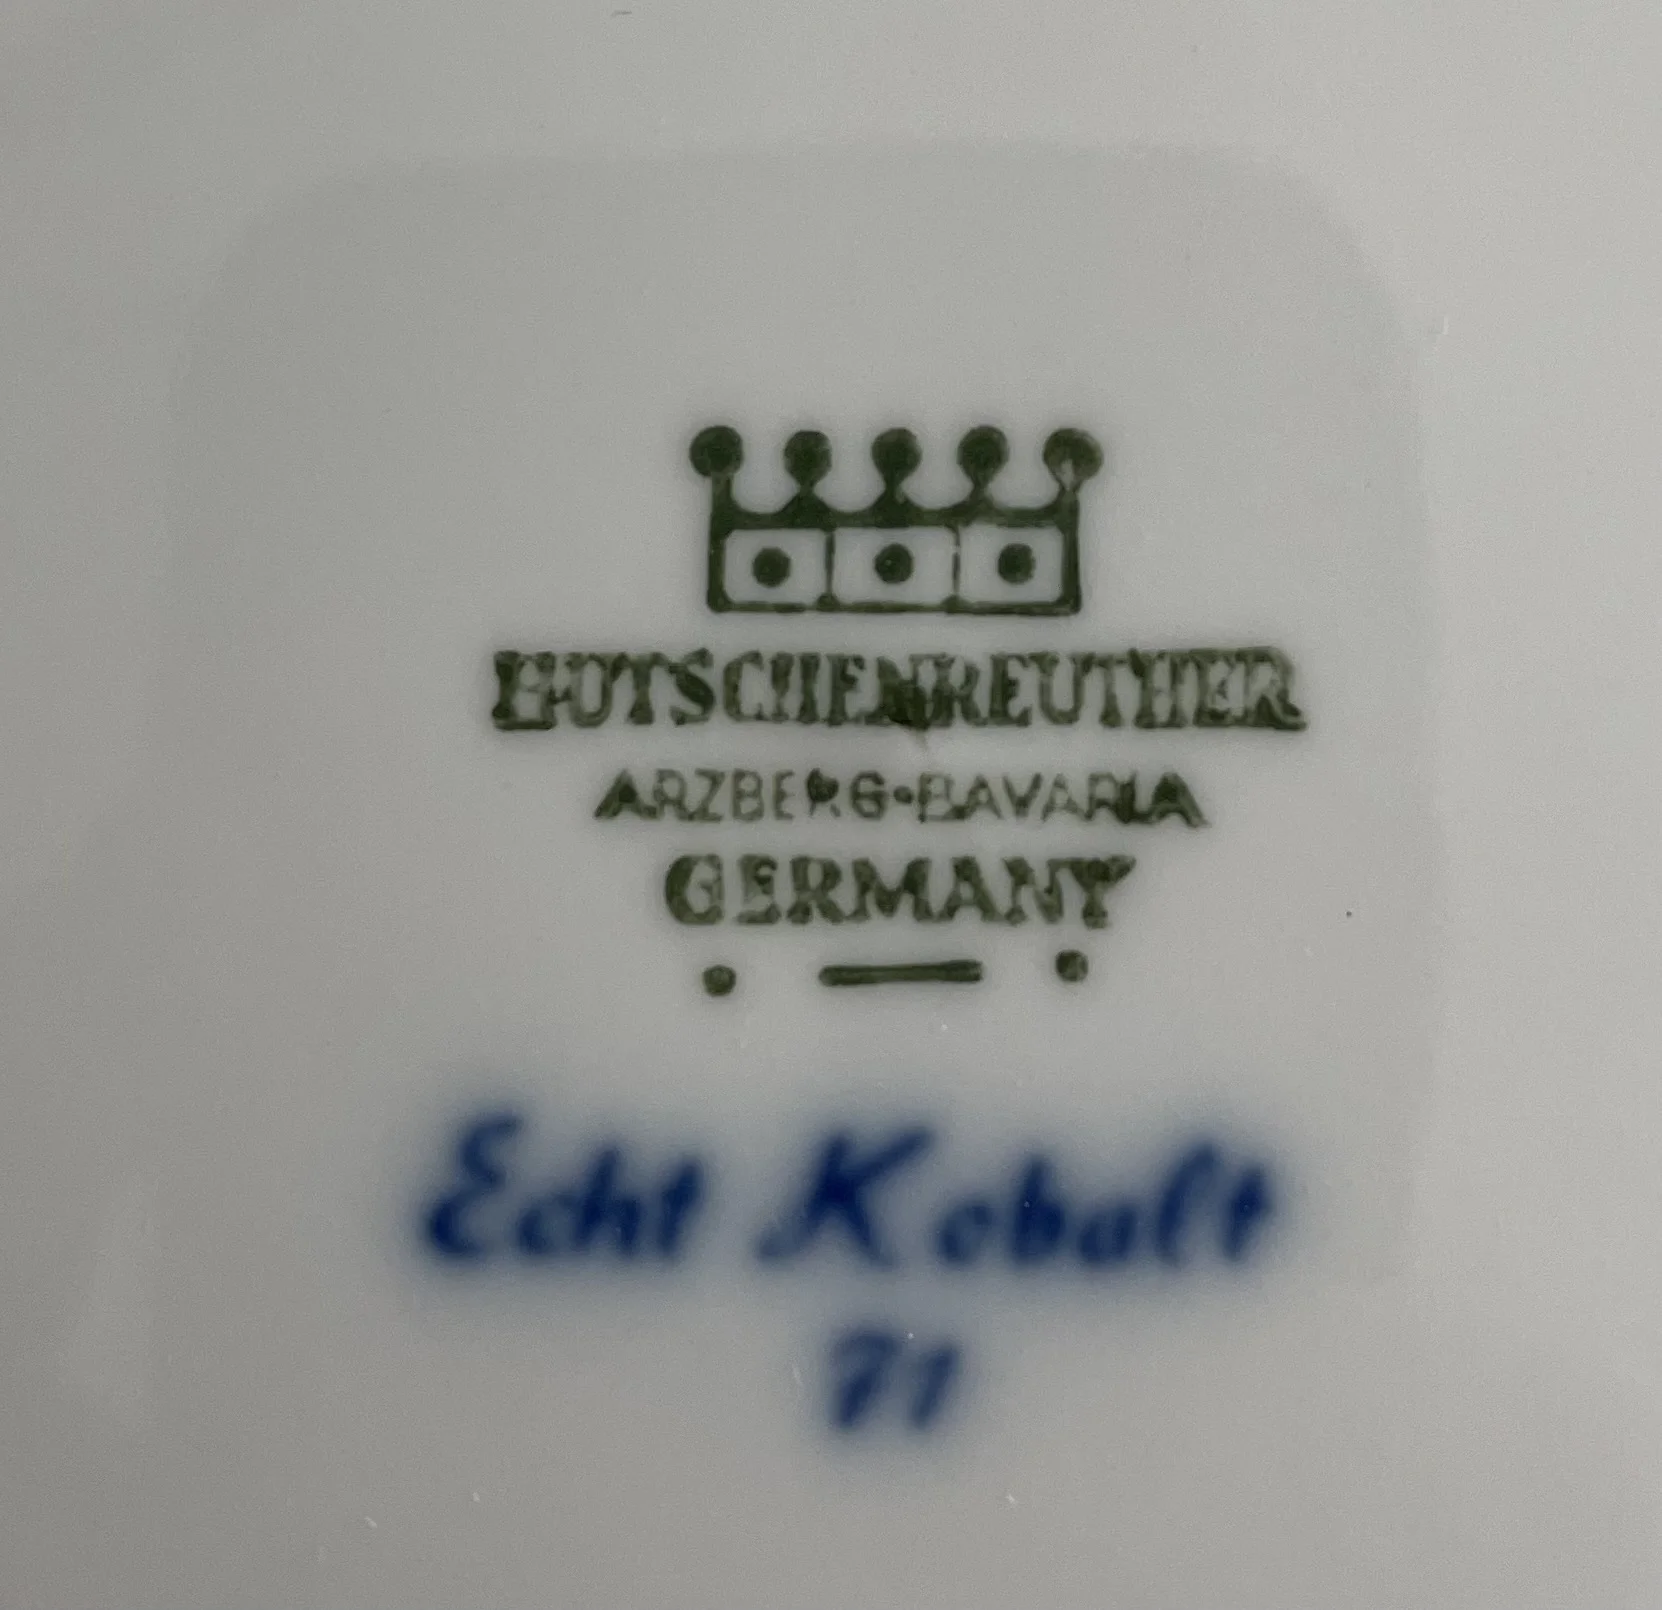 HUTSCHENREUTHER
ARZBERG·BAVARIA
GERMANY
Echt Kobalt
71